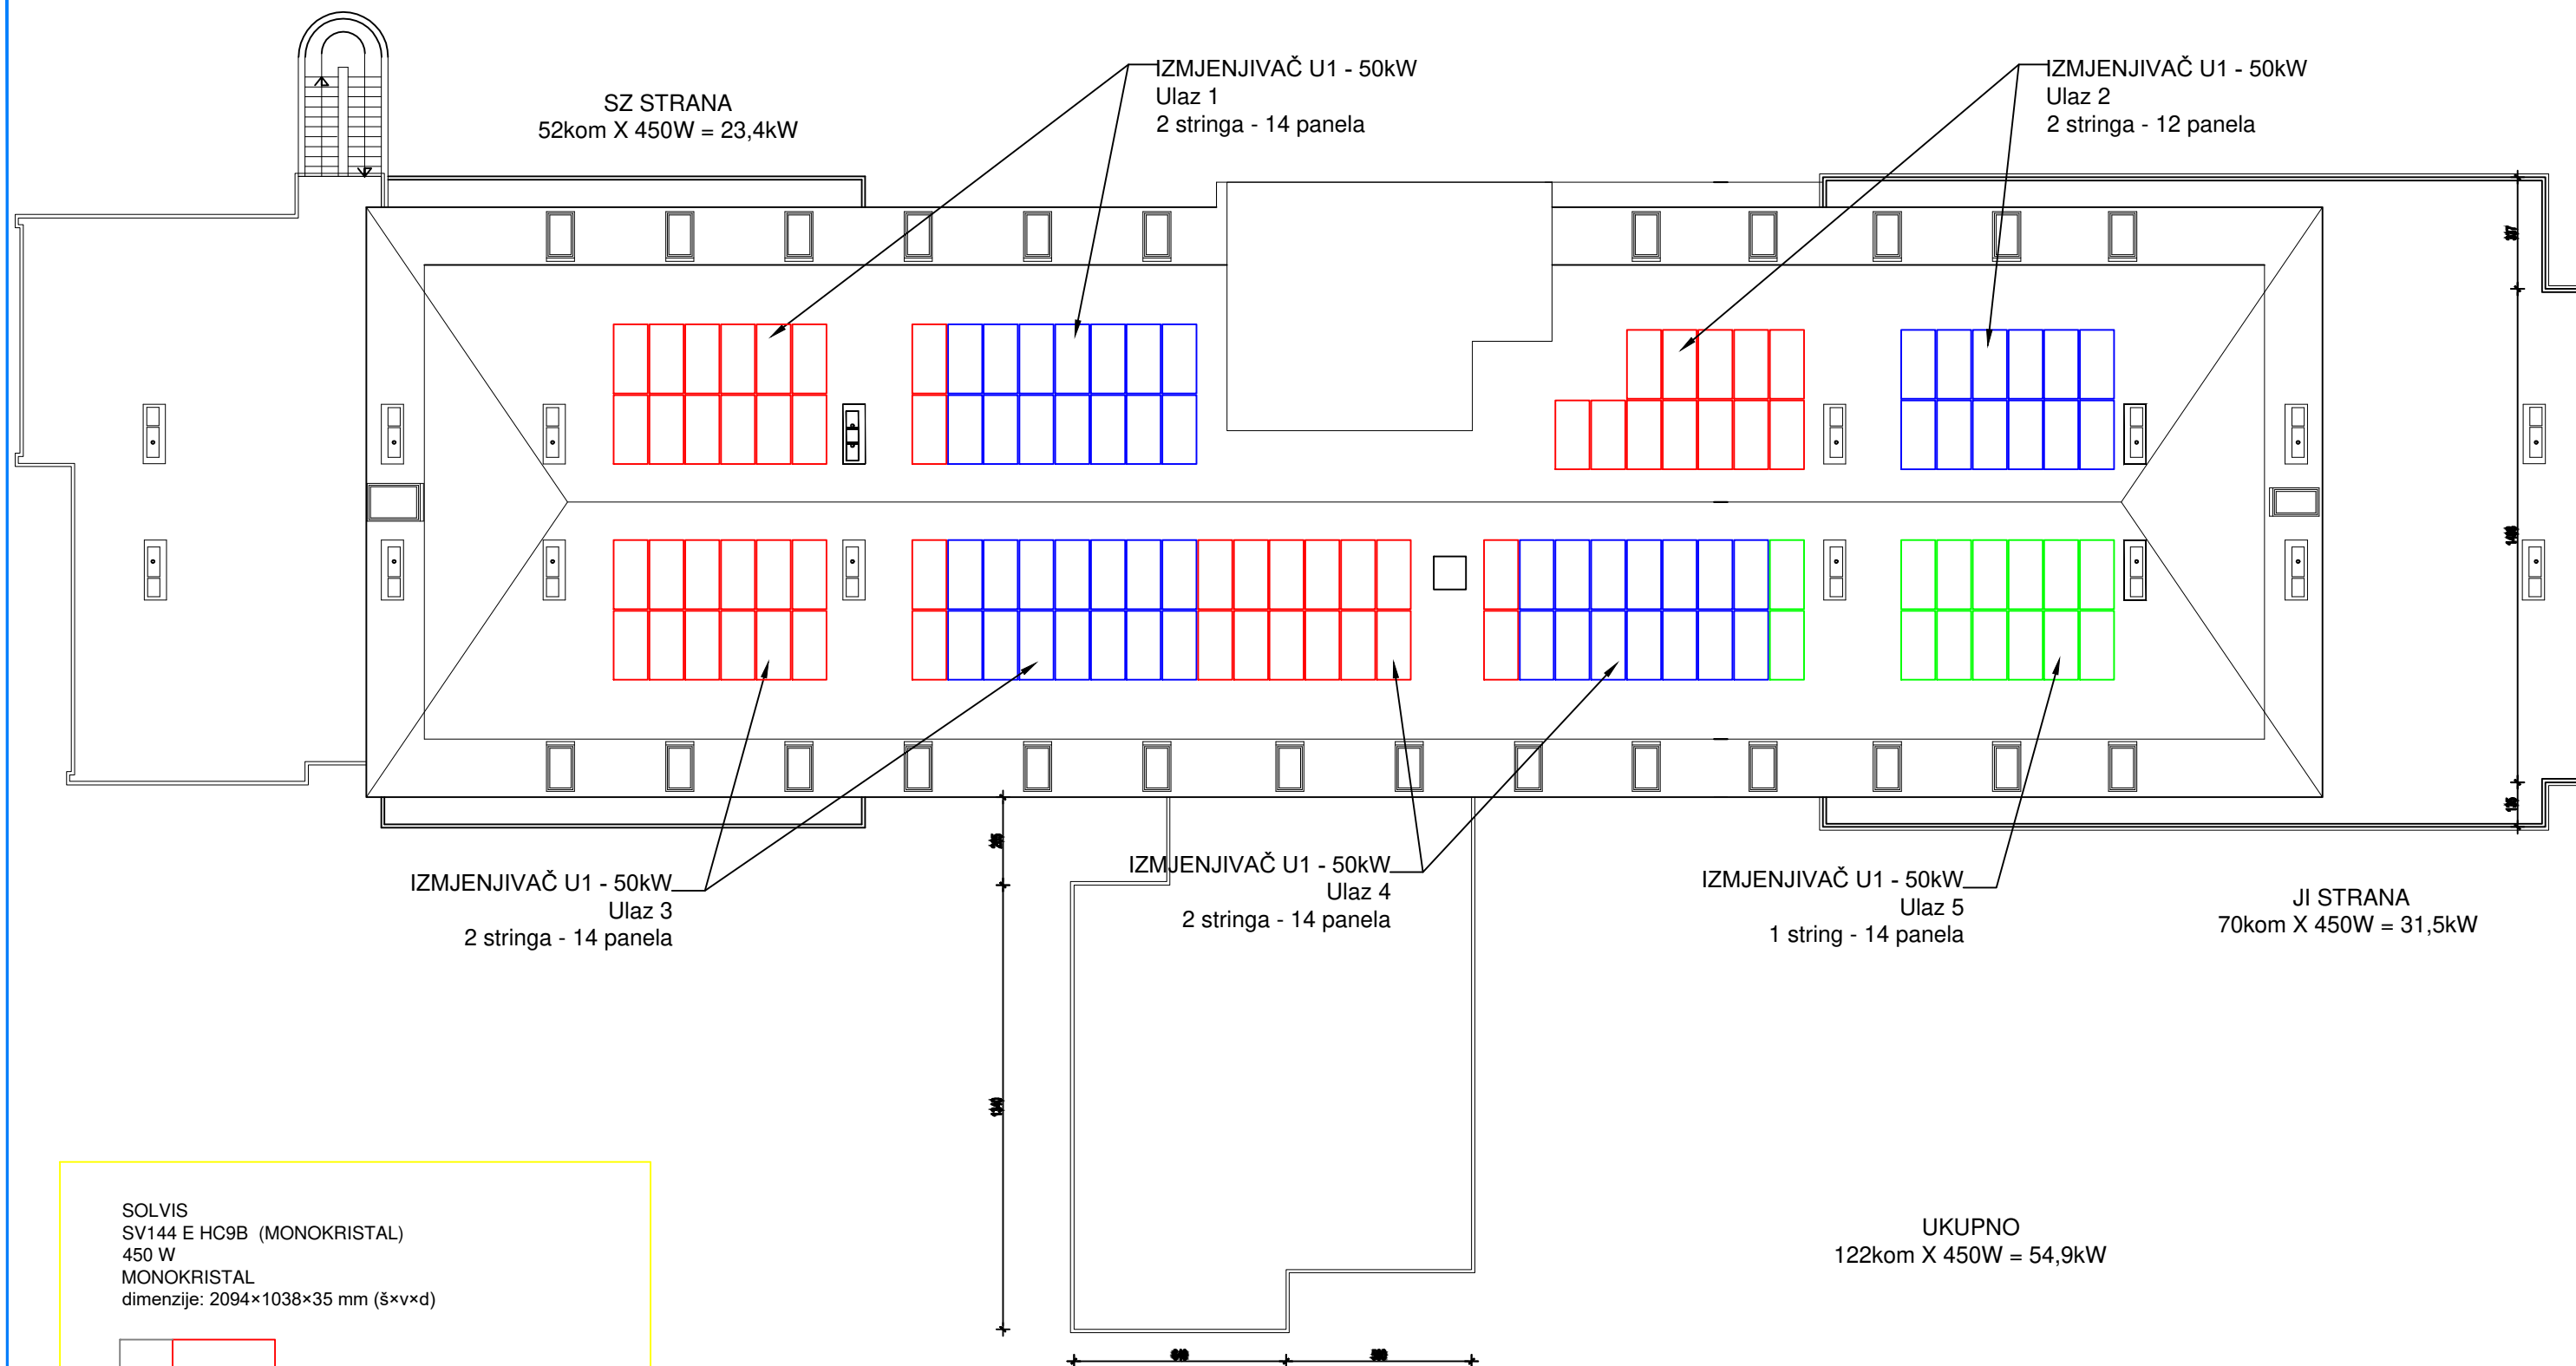 SZ STRANA
52kom X 450W = 23,4kW
IZMJENJIVAČ U1 - 50kW
Ulaz 1
2 stringa - 14 panela
IZMJENJIVAČ U1 - 50kW
Ulaz 2
2 stringa - 12 panela
IZMJENJIVAČ U1 - 50kW
Ulaz 3
2 stringa - 14 panela
IZMJENJIVAČ U1 - 50kW
Ulaz 4
2 stringa - 14 panela
IZMJENJIVAČ U1 - 50kW
Ulaz 5
1 string - 14 panela
JI STRANA
70kom X 450W = 31,5kW
UKUPNO
122kom X 450W = 54,9kW
SOLVIS
SV144 E HC9B (MONOKRISTAL)
450 W
MONOKRISTAL
dimenzije: 2094×1038×35 mm (š×v×d)